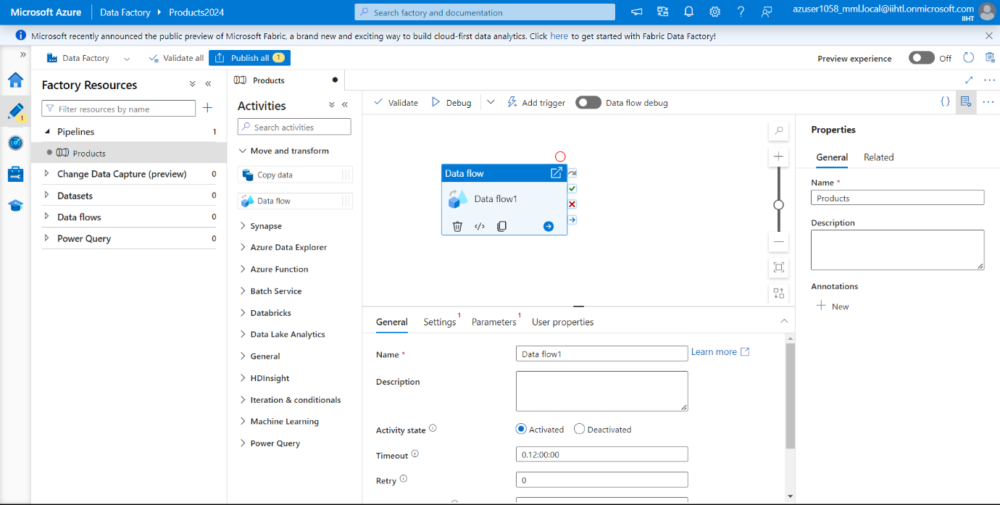 Microsoft Azure
Data Factory
Products2024
Search factory and documentation
azuser1058_mml.local@iihtl.onmicrosoft.com
IIHT
Microsoft recently announced the public preview of Microsoft Fabric, a brand new and exciting way to build cloud-first data analytics. Click here to get started with Fabric Data Factory!
Data Factory
Validate all
Publish all
1
Preview experience
Off
1
Factory Resources
Filter resources by name
Pipelines
1
Products
Change Data Capture (preview)
0
Datasets
0
Data flows
0
Power Query
0
Products
Activities
Search activities
Move and transform
Copy data
Data flow
Synapse
Azure Data Explorer
Azure Function
Batch Service
Databricks
Data Lake Analytics
General
HDInsight
Iteration & conditionals
Machine Learning
Power Query
Validate
Debug
Add trigger
Data flow debug
Data flow
Data flow1
General
Settings 1
Parameters 1
User properties
Name *
Data flow1
Learn more
Description
Activity state
Activated
Deactivated
Timeout
0.12:00:00
Retry
0
Properties
General
Related
Name *
Products
Description
Annotations
New